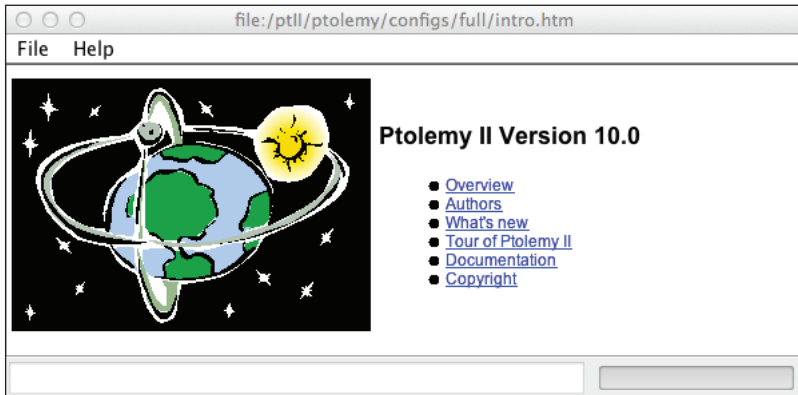 file:/ptII/ptolemy/configs/full/intro.htm
File Help
Ptolemy II Version 10.0
Overview
Authors
What's new
Tour of Ptolemy II
Documentation
Copyright